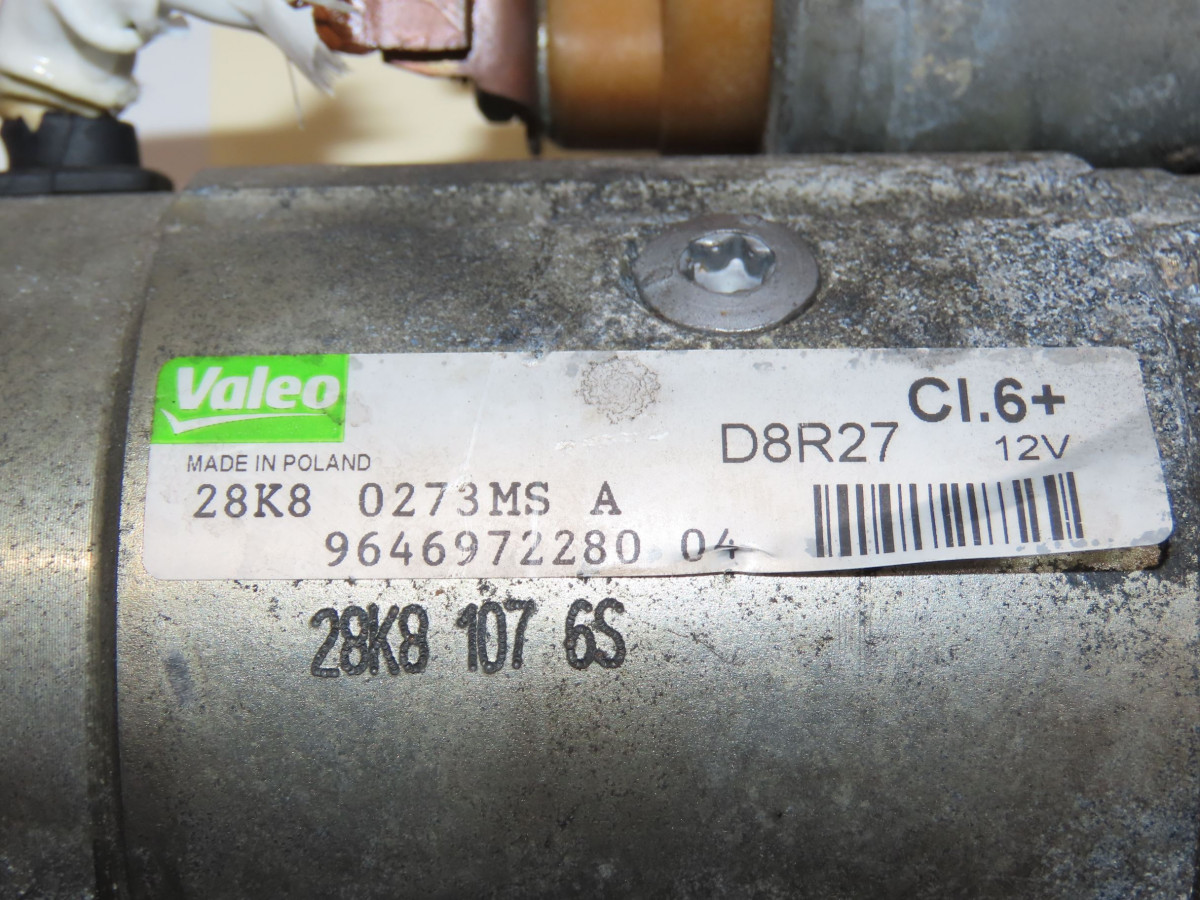 Valeo
Cl.6+
D8R27
12V
MADE IN POLAND
28K8 0273MS A
9646972280 04
28K8 107 6S